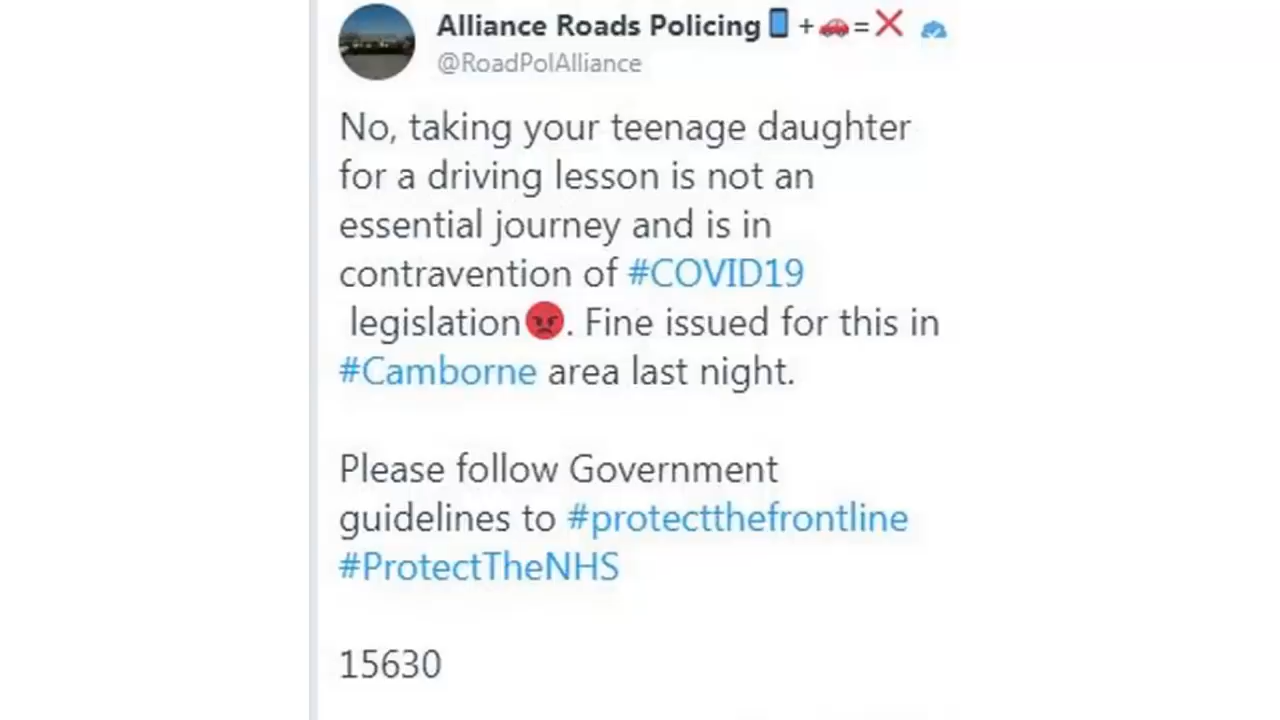 Alliance Roads Policing📱+🚗=❌
@RoadPolAlliance
No, taking your teenage daughter
for a driving lesson is not an
essential journey and is in
contravention of #COVID19
legislation😡. Fine issued for this in
#Camborne area last night.
Please follow Government
guidelines to #protectthefrontline
#ProtectTheNHS
15630